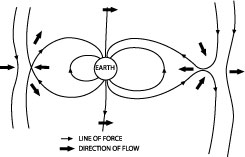 EARTH
LINE OF FORCE
DIRECTION OF FLOW